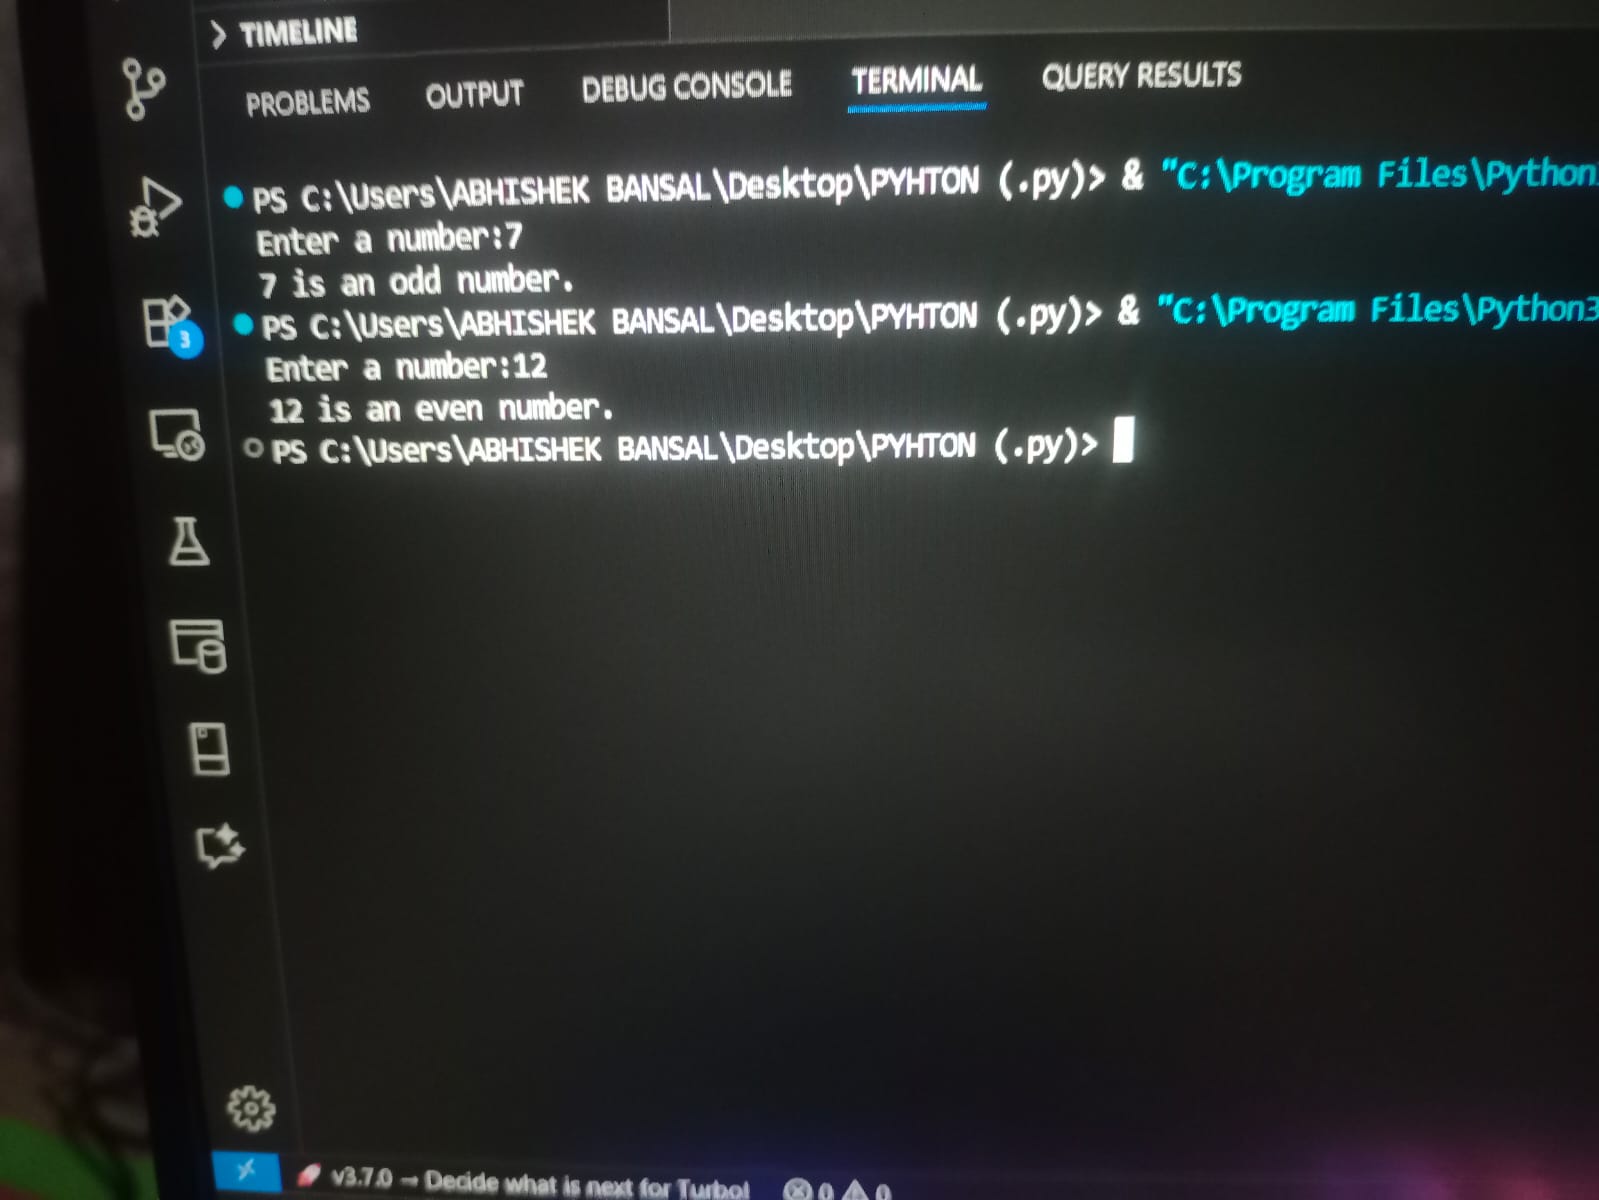 TIMELINE
PROBLEMS OUTPUT DEBUG CONSOLE TERMINAL QUERY RESULTS
PS C:\Users\ABHISHEK BANSAL\Desktop\PYHTON (.py)> & "C:\Program Files\Python
Enter a number:7
7 is an odd number.
PS C:\Users\ABHISHEK BANSAL\Desktop\PYHTON (.py)> & "C:\Program Files\Python3
3
Enter a number:12
12 is an even number.
PS C:\Users\ABHISHEK BANSAL\Desktop\PYHTON (.py)>
v3.7.0 → Decide what is next for Turbo! 0 0